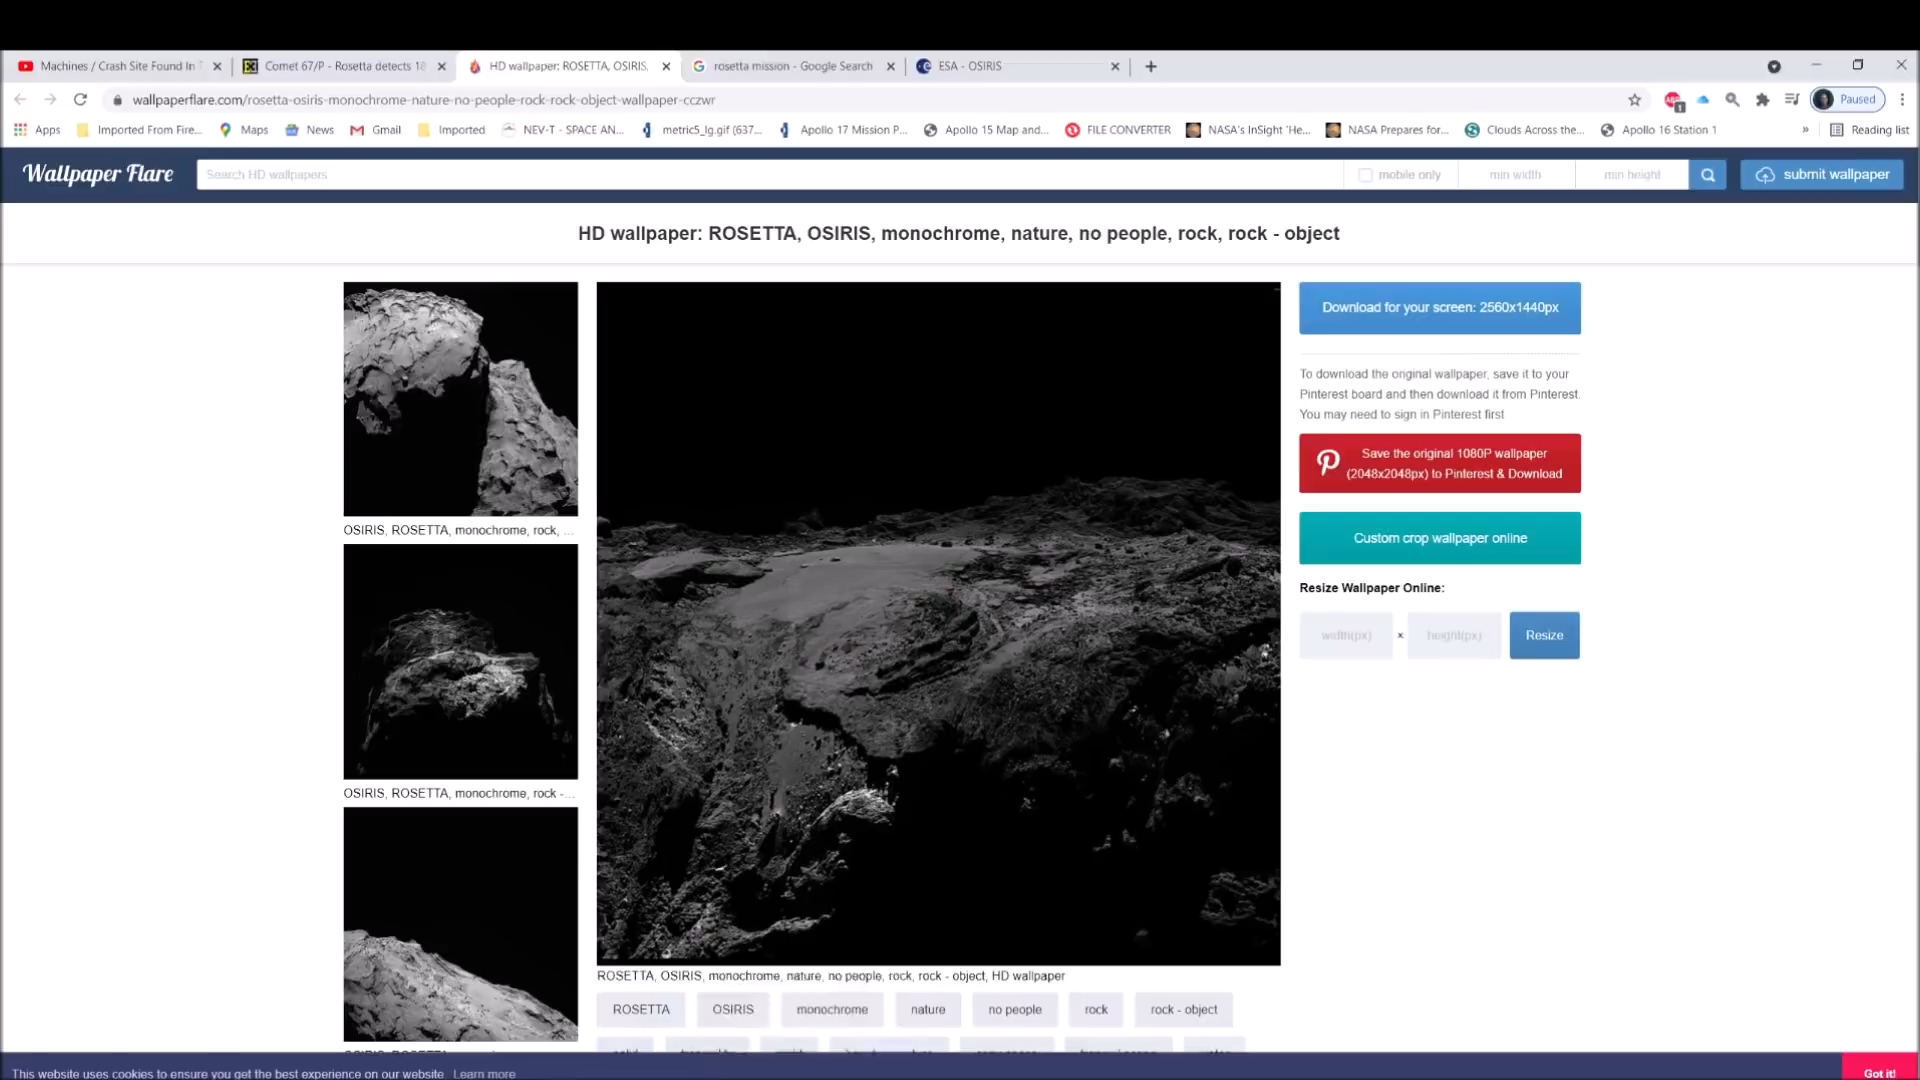 Machines / Crash Site Found In
Comet 67/P - Rosetta detects 18
HD wallpaper: ROSETTA, OSIRIS,
rosetta mission - Google Search
ESA - OSIRIS
wallpaperflare.com/rosetta-osiris-monochrome-nature-no-people-rock-rock-object-wallpaper-cczwr
Paused
Apps
Imported From Fire...
Maps
News
Gmail
Imported
NEV-T - SPACE AN...
metric5_lg.gif (637...
Apollo 17 Mission P...
Apollo 15 Map and...
FILE CONVERTER
NASA's InSight 'He...
NASA Prepares for...
Clouds Across the...
Apollo 16 Station 1
»
Reading list
Wallpaper Flare
Search HD wallpapers
mobile only
min width
min height
submit wallpaper
HD wallpaper: ROSETTA, OSIRIS, monochrome, nature, no people, rock, rock - object
OSIRIS, ROSETTA, monochrome, rock, ...
OSIRIS, ROSETTA, monochrome, rock -...
ROSETTA, OSIRIS, monochrome, nature, no people, rock, rock - object, HD wallpaper
ROSETTA
OSIRIS
monochrome
nature
no people
rock
rock - object
Download for your screen: 2560x1440px
To download the original wallpaper, save it to your
Pinterest board and then download it from Pinterest.
You may need to sign in Pinterest first
Save the original 1080P wallpaper
(2048x2048px) to Pinterest & Download
Custom crop wallpaper online
Resize Wallpaper Online:
width(px)
x
height(px)
Resize
This website uses cookies to ensure you get the best experience on our website. Learn more
Got it!